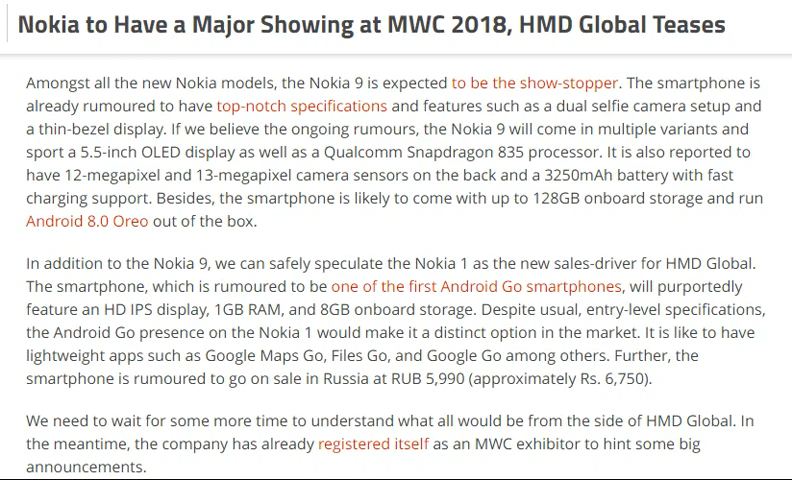 Nokia to Have a Major Showing at MWC 2018, HMD Global Teases
Amongst all the new Nokia models, the Nokia 9 is expected to be the show-stopper. The smartphone is
already rumoured to have top-notch specifications and features such as a dual selfie camera setup and
a thin-bezel display. If we believe the ongoing rumours, the Nokia 9 will come in multiple variants and
sport a 5.5-inch OLED display as well as a Qualcomm Snapdragon 835 processor. It is also reported to
have 12-megapixel and 13-megapixel camera sensors on the back and a 3250mAh battery with fast
charging support. Besides, the smartphone is likely to come with up to 128GB onboard storage and run
Android 8.0 Oreo out of the box.
In addition to the Nokia 9, we can safely speculate the Nokia 1 as the new sales-driver for HMD Global.
The smartphone, which is rumoured to be one of the first Android Go smartphones, will purportedly
feature an HD IPS display, 1GB RAM, and 8GB onboard storage. Despite usual, entry-level specifications,
the Android Go presence on the Nokia 1 would make it a distinct option in the market. It is like to have
lightweight apps such as Google Maps Go, Files Go, and Google Go among others. Further, the
smartphone is rumoured to go on sale in Russia at RUB 5,990 (approximately Rs. 6,750).
We need to wait for some more time to understand what all would be from the side of HMD Global. In
the meantime, the company has already registered itself as an MWC exhibitor to hint some big
announcements.